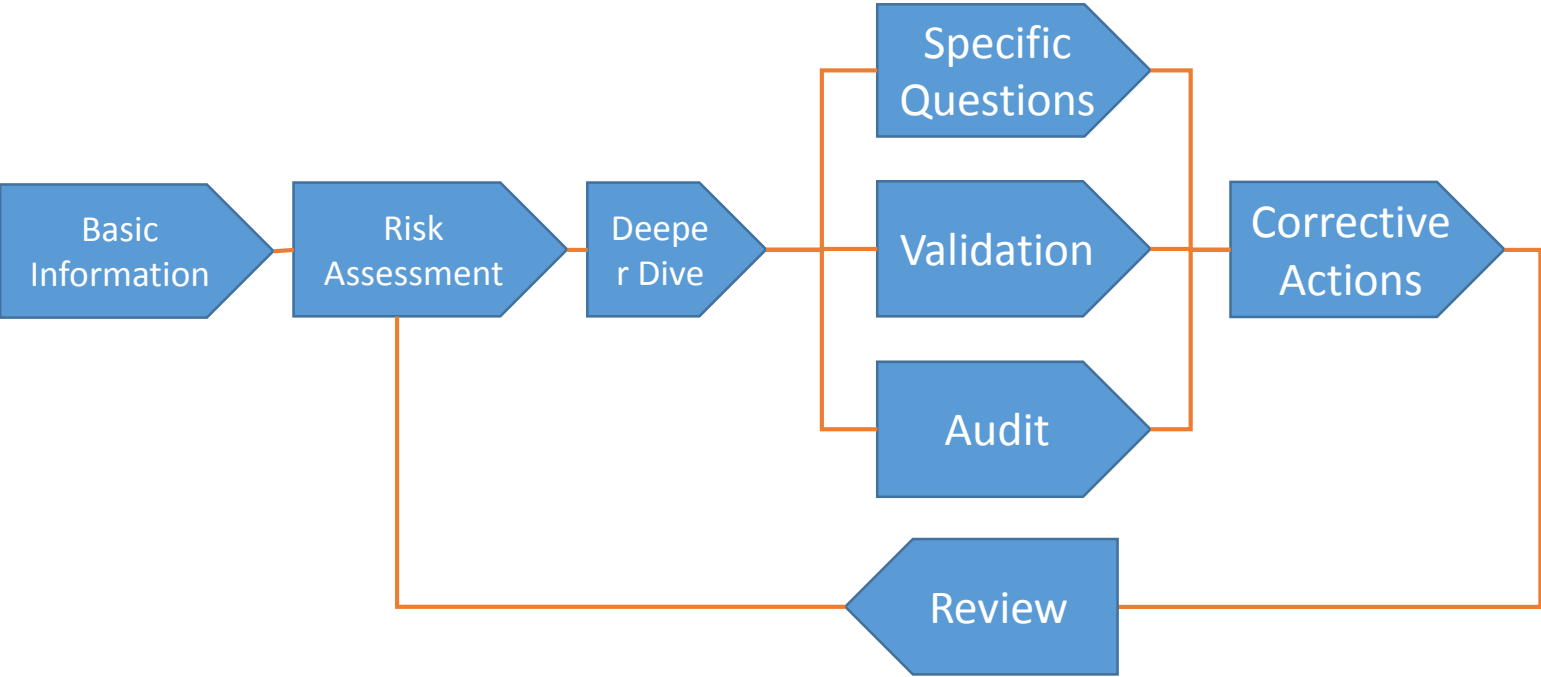 Basic
Information
Risk
Assessment
Deepe
r Dive
Specific
Questions
Validation
Audit
Corrective
Actions
Review